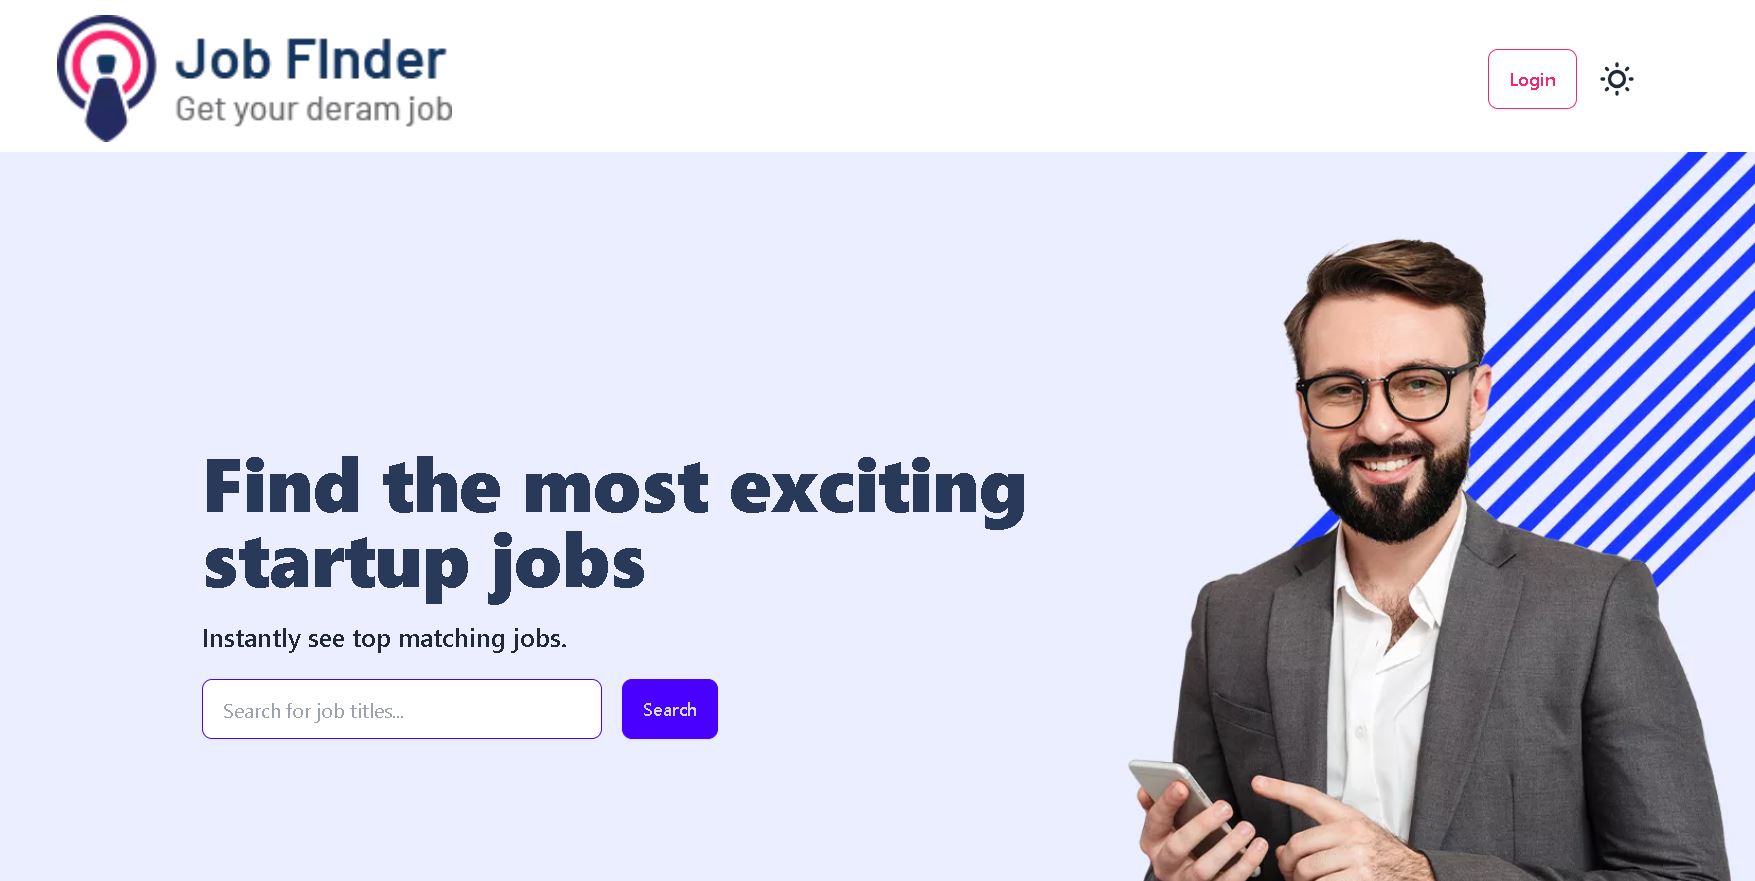 Job FInder
Get your deram job
Login
Find the most exciting
startup jobs
Instantly see top matching jobs.
Search for job titles...
Search